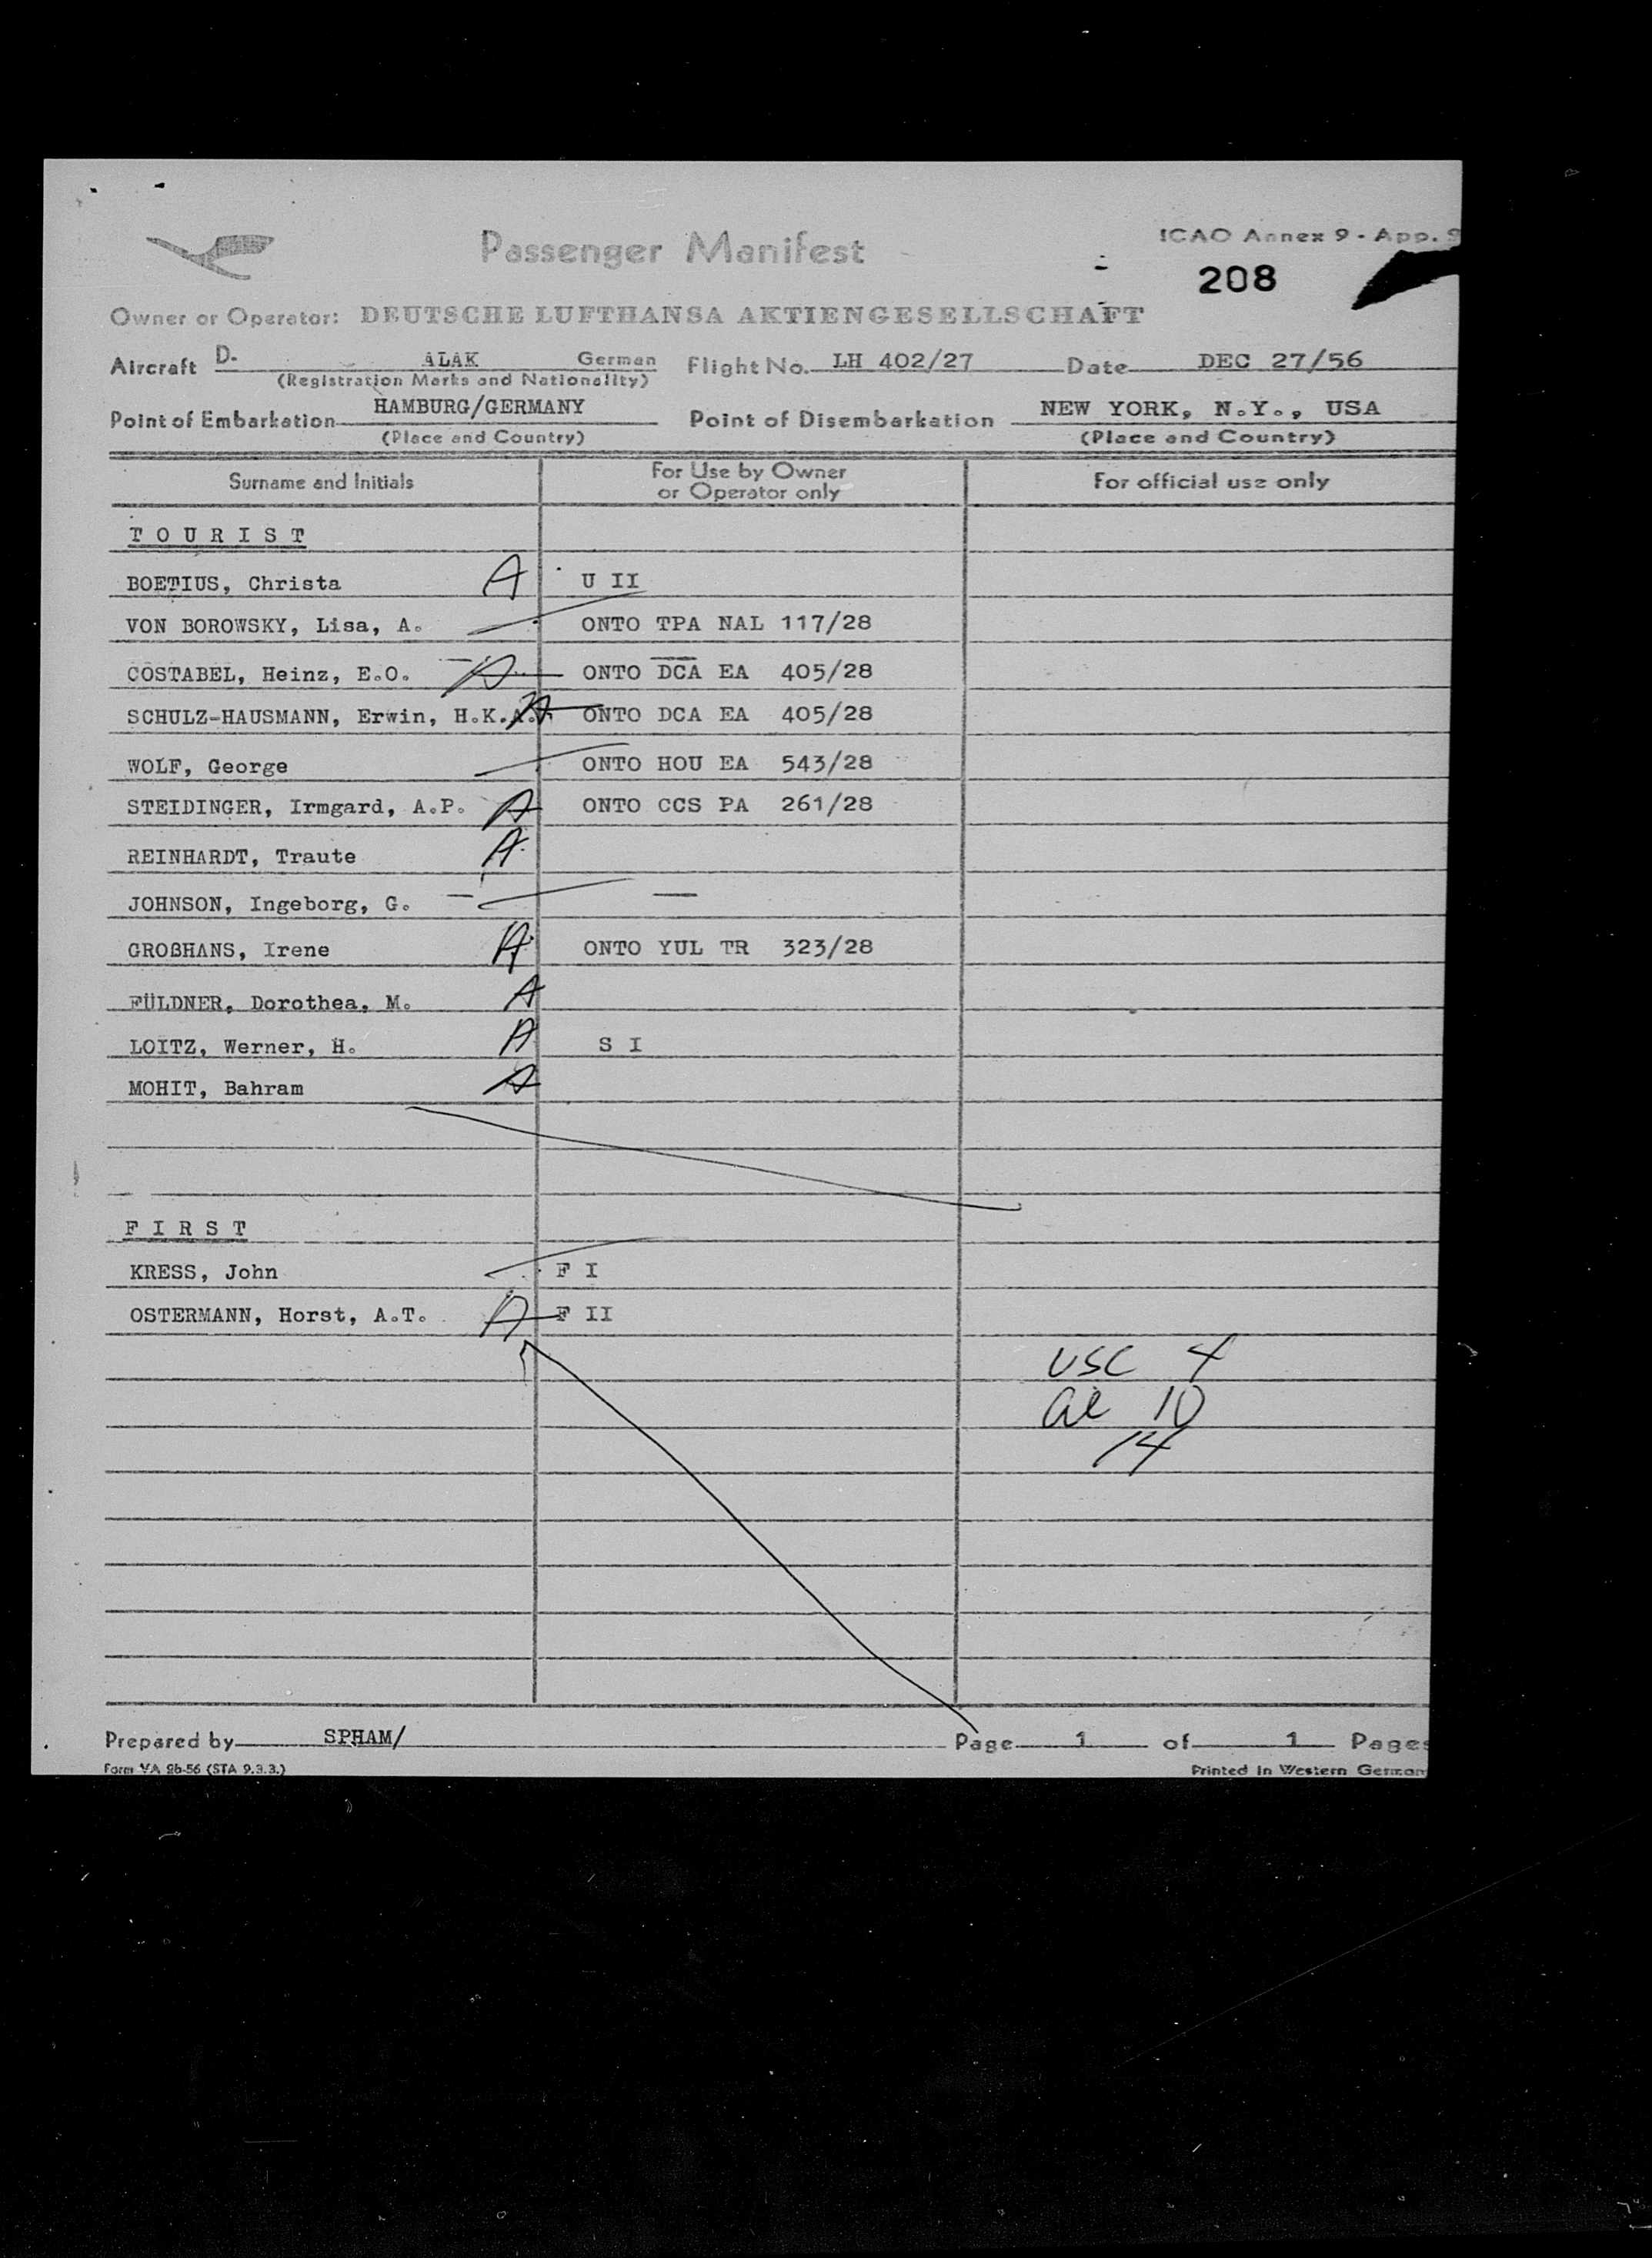 Passenger Manifest
ICAO Annex 9 - App. 9
208
Owner or Operator: DEUTSCHE LUFTHANSA AKTIENGESELLSCHAFT
Aircraft D- ALAK German Flight No. LH 402/27 Date DEC 27/56
(Registration Marks and Nationality)
Point of Embarkation HAMBURG/GERMANY Point of Disembarkation NEW YORK, N.Y., USA
(Place and Country) (Place and Country)
Surname and Initials For Use by Owner or Operator only For official use only
TOURIST
BOETIUS, Christa A U II
VON BOROWSKY, Lisa, A. ONTO TPA NAL 117/28
COSTABEL, Heinz, E.O. A ONTO DCA EA 405/28
SCHULZ-HAUSMANN, Erwin, H.K.A. A ONTO DCA EA 405/28
WOLF, George ONTO HOU EA 543/28
STEIDINGER, Irmgard, A.P. A ONTO CCS PA 261/28
REINHARDT, Traute A
JOHNSON, Ingeborg, G. —
GROßHANS, Irene A ONTO YUL TR 323/28
FÜLDNER, Dorothea, M. A
LOITZ, Werner, H. A S I
MOHIT, Bahram A
FIRST
KRESS, John F I
OSTERMANN, Horst, A.T. A F II
USC 4
al 10
14
Prepared by SPHAM/ Page 1 of 1 Pages
Form VA 9b-56 (STA 9.3.3.) Printed in Western German